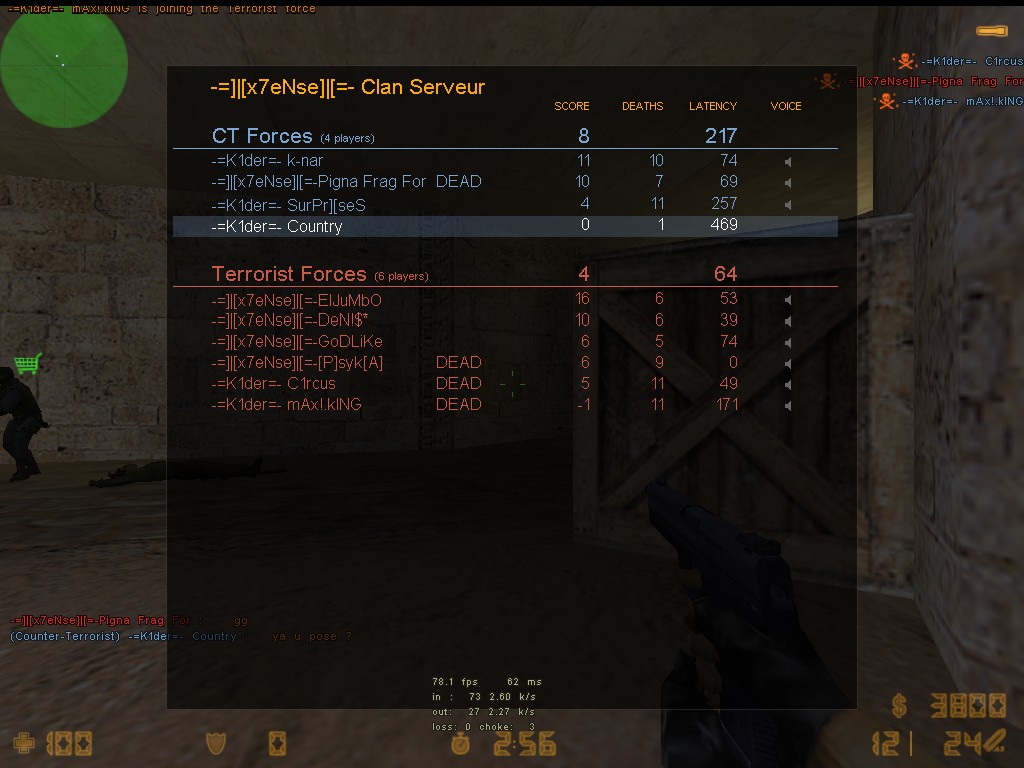 -=K1der=- mAx!.kING is joining the Terrorist force
-=K1der=- C1rcus
-=][x7eNse][=-Pigna Frag For
-=K1der=- mAx!.kING
-=]|[x7eNse]|[=- Clan Serveur
SCORE DEATHS LATENCY VOICE
CT Forces (4 players) 8 217
-=K1der=- k-nar 11 10 74
-=]|[x7eNse]|[=-Pigna Frag For DEAD 10 7 69
-=K1der=- SurPr][seS 4 11 257
-=K1der=- Country 0 1 469
Terrorist Forces (6 players) 4 64
-=]|[x7eNse]|[=-ElJuMbO 16 6 53
-=]|[x7eNse]|[=-DeN!$* 10 6 39
-=]|[x7eNse]|[=-GoDLiKe 6 5 74
-=]|[x7eNse]|[=-[P]syk[A] DEAD 6 9 0
-=K1der=- C1rcus DEAD 5 11 49
-=K1der=- mAx!.kING DEAD -1 11 171
-=]|[x7eNse]|[=-Pigna Frag For : gg
(Counter-Terrorist) -=K1der=- Country : ya u pose ?
78.1 fps 62 ms
in : 73 2.60 k/s
out: 27 2.27 k/s
loss: 0 choke: 3
$ 3800
100 0 2:56 12| 24